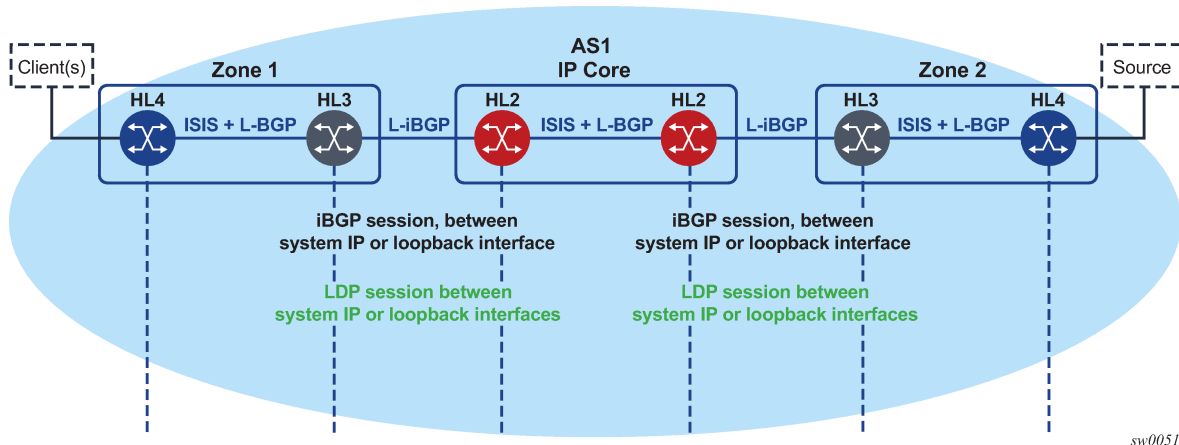 AS1
IP Core
Client(s)
Source
Zone 1
Zone 2
HL4
HL3
HL2
HL2
HL3
HL4
ISIS + L-BGP
L-iBGP
ISIS + L-BGP
L-iBGP
ISIS + L-BGP
iBGP session, between
system IP or loopback interface
iBGP session, between
system IP or loopback interface
LDP session between
system IP or loopback interfaces
LDP session between
system IP or loopback interfaces
sw0051